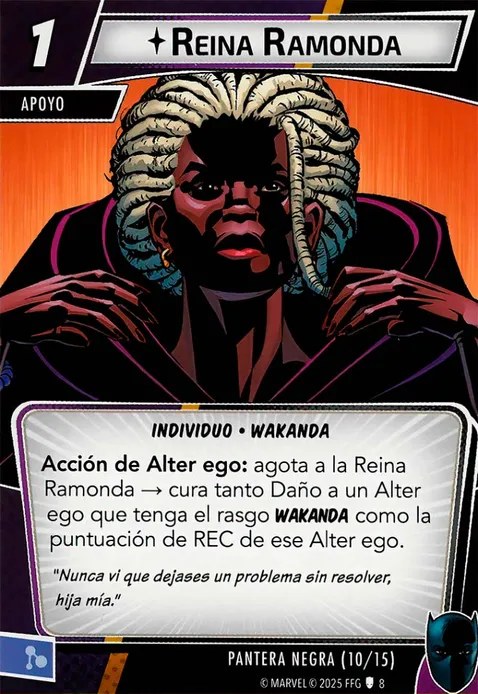 1
REINA RAMONDA
APOYO
INDIVIDUO • WAKANDA
Acción de Alter ego: agota a la Reina
Ramonda → cura tanto Daño a un Alter
ego que tenga el rasgo WAKANDA como la
puntuación de REC de ese Alter ego.
"Nunca vi que dejases un problema sin resolver,
hija mía."
PANTERA NEGRA (10/15)
© MARVEL © 2025 FFG 8